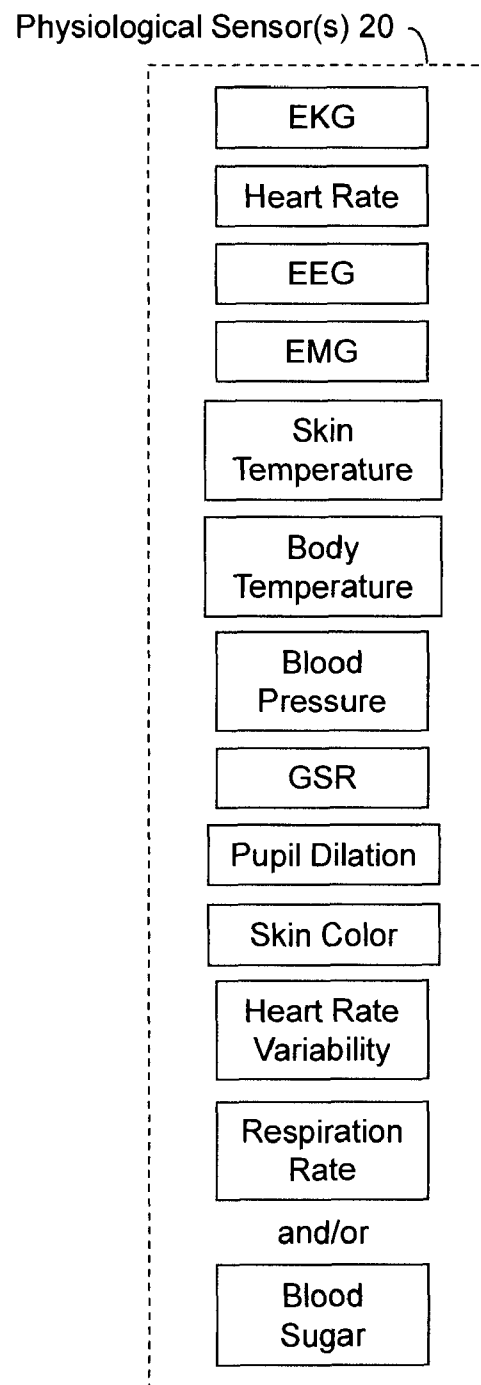 Physiological Sensor(s) 20
EKG
Heart Rate
EEG
EMG
Skin
Temperature
Body
Temperature
Blood
Pressure
GSR
Pupil Dilation
Skin Color
Heart Rate
Variability
Respiration
Rate
and/or
Blood
Sugar